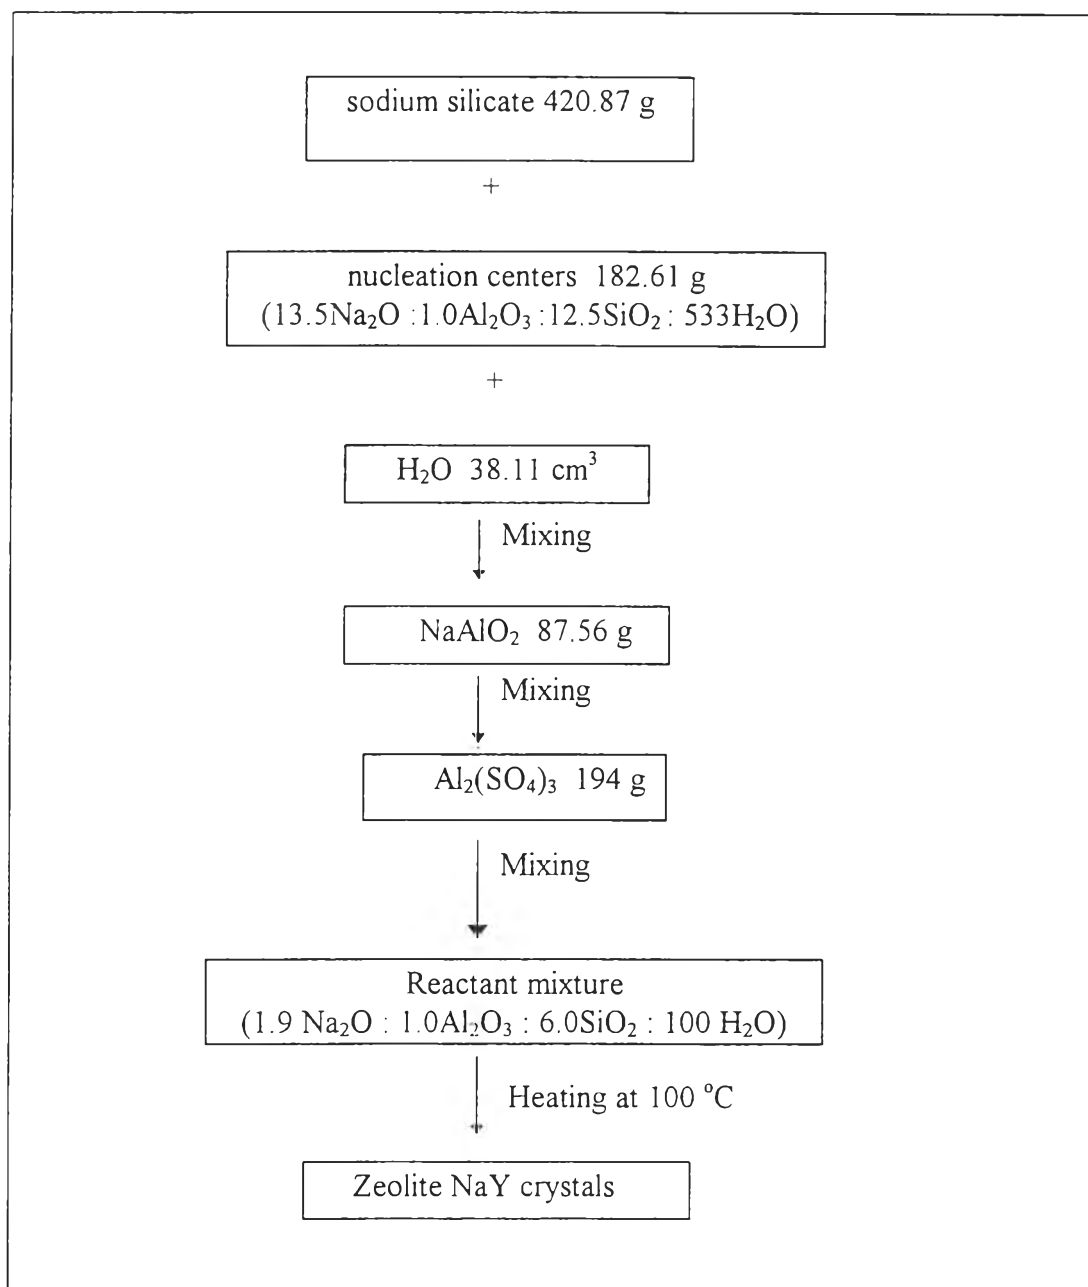 sodium silicate 420.87 g
+
nucleation centers 182.61 g
(13.5Na₂O :1.0Al₂O₃ :12.5SiO₂ : 533H₂O)
+
H₂O 38.11 cm³
Mixing
NaAlO₂ 87.56 g
Mixing
Al₂(SO₄)₃ 194 g
Mixing
Reactant mixture
(1.9 Na₂O : 1.0Al₂O₃ : 6.0SiO₂ : 100 H₂O)
Heating at 100 °C
Zeolite NaY crystals